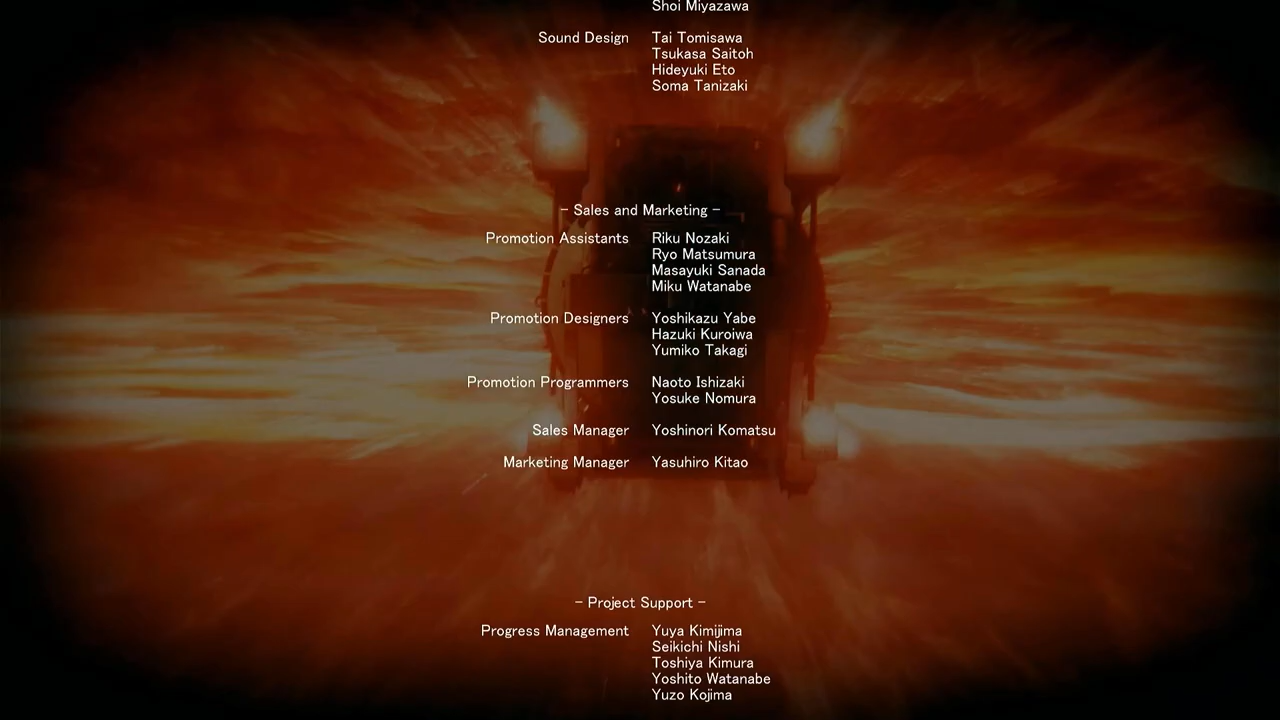 Shoi Miyazawa
Sound Design Tai Tomisawa
Tsukasa Saitoh
Hideyuki Eto
Soma Tanizaki
– Sales and Marketing –
Promotion Assistants Riku Nozaki
Ryo Matsumura
Masayuki Sanada
Miku Watanabe
Promotion Designers Yoshikazu Yabe
Hazuki Kuroiwa
Yumiko Takagi
Promotion Programmers Naoto Ishizaki
Yosuke Nomura
Sales Manager Yoshinori Komatsu
Marketing Manager Yasuhiro Kitao
– Project Support –
Progress Management Yuya Kimijima
Seikichi Nishi
Toshiya Kimura
Yoshito Watanabe
Yuzo Kojima